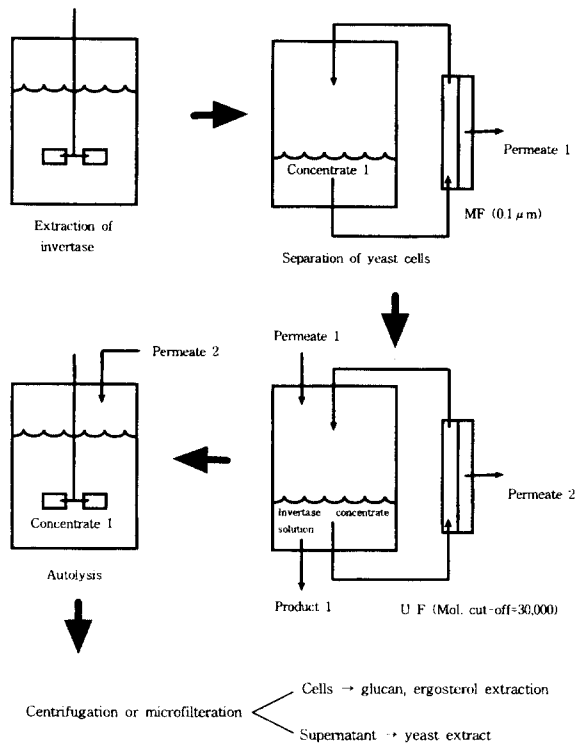 Extraction of
invertase
Concentrate 1
Permeate 1
MF (0.1μm)
Separation of yeast cells
Permeate 1
Permeate 2
invertase concentrate
solution
Permeate 2
Concentrate 1
Product 1
U F (Mol. cut-off=30,000)
Autolysis
Centrifugation or microfilteration
Cells → glucan, ergosterol extraction
Supernatant → yeast extract